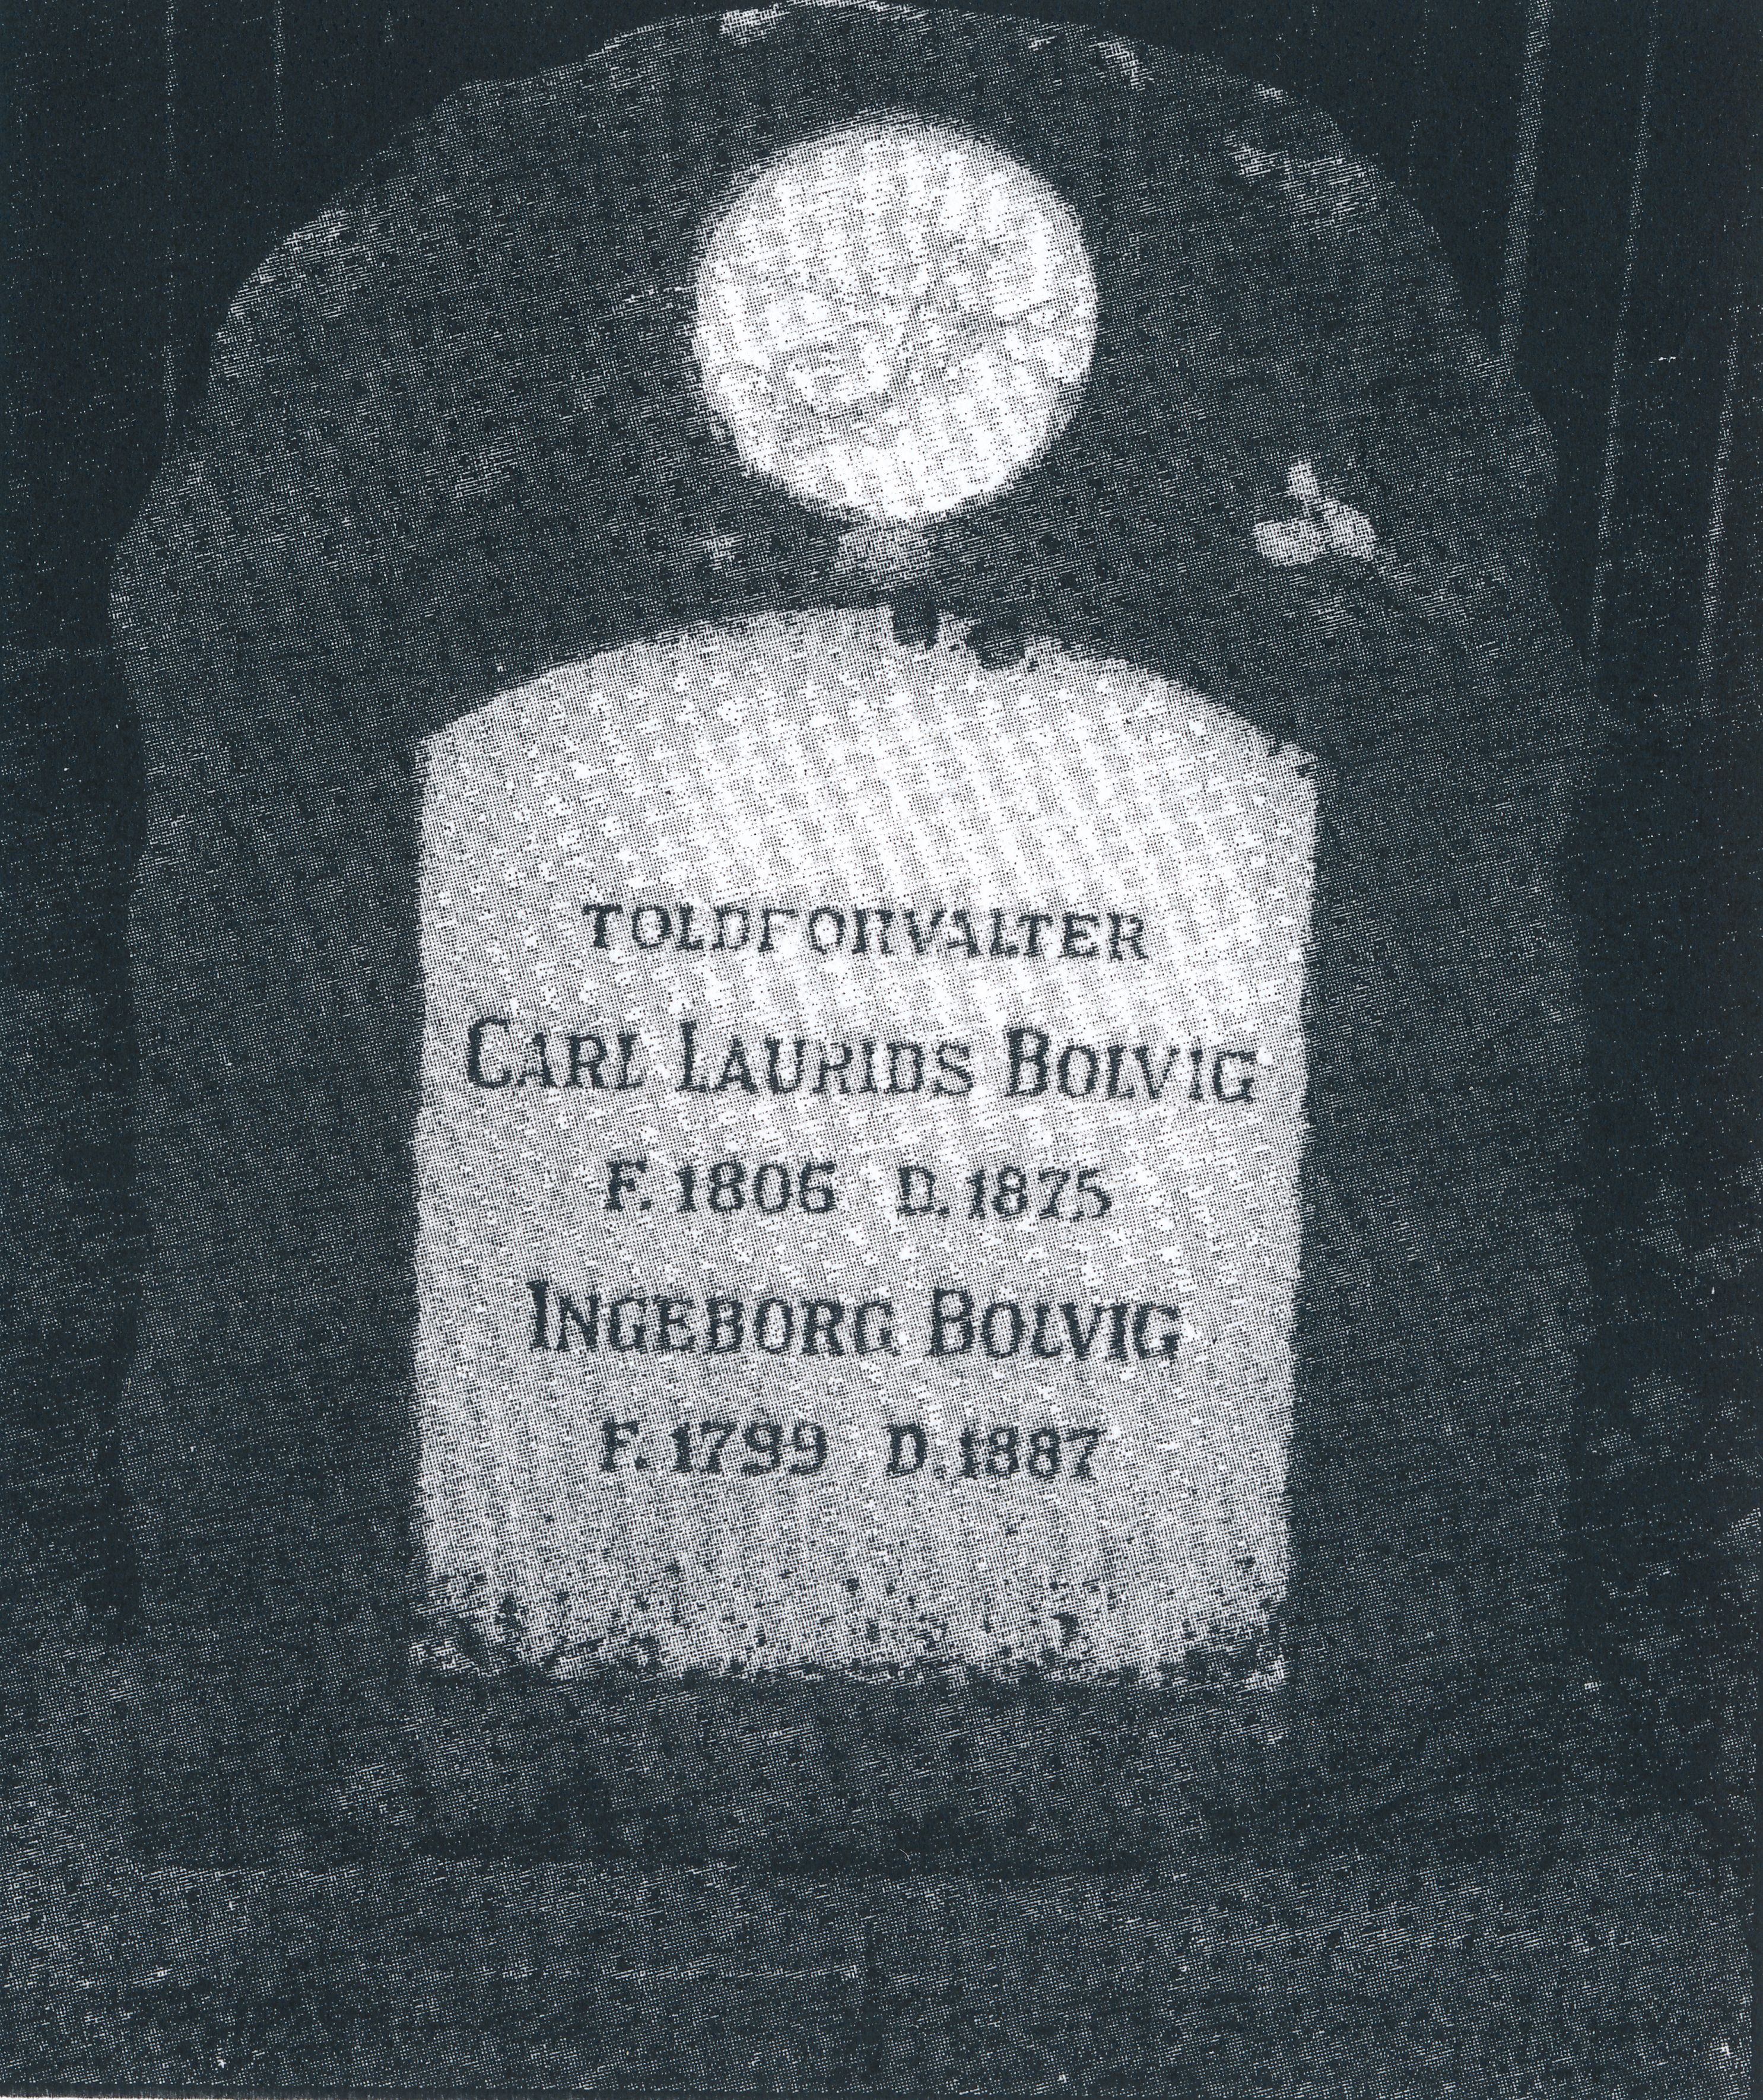 TOLDFORVALTER
CARL LAURIDS BOLVIG
F. 1806 D. 1875
INGEBORG BOLVIG
F. 1799 D. 1887